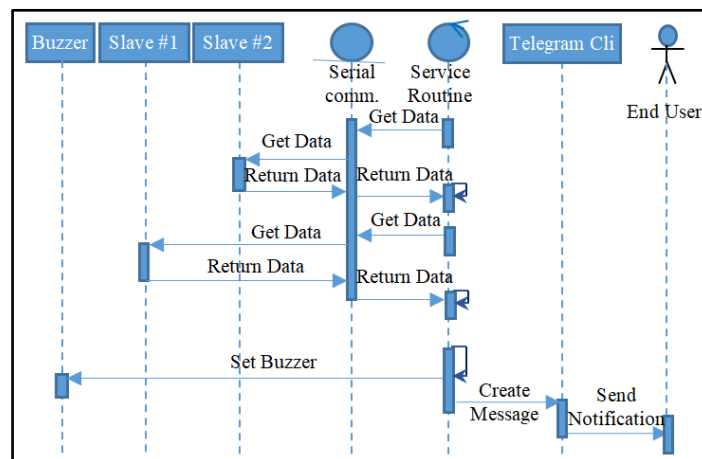 Buzzer
Slave #1
Slave #2
Telegram Cli
Serial
comm.
Service
Routine
End User
Get Data
Get Data
Return Data
Return Data
Get Data
Get Data
Return Data
Return Data
Set Buzzer
Create
Message
Send
Notification